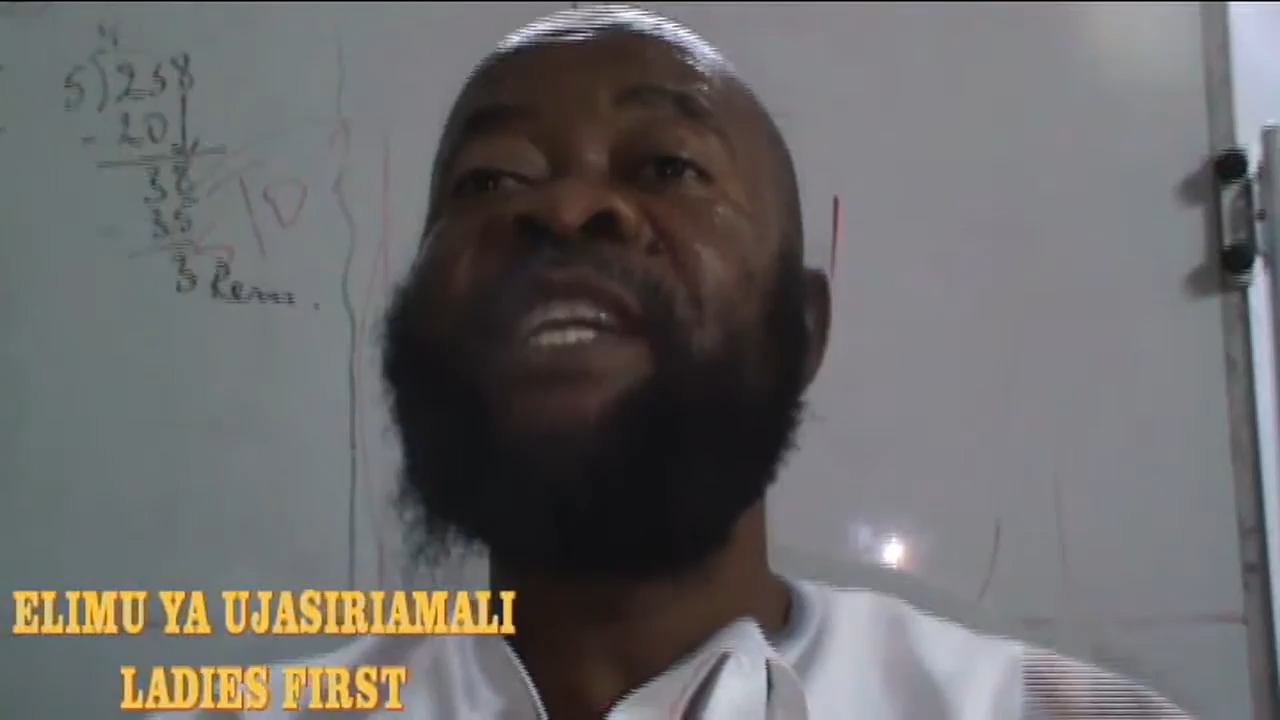 5)258
- 20
38
35
3 Rem.
10
ELIMU YA UJASIRIAMALI
LADIES FIRST